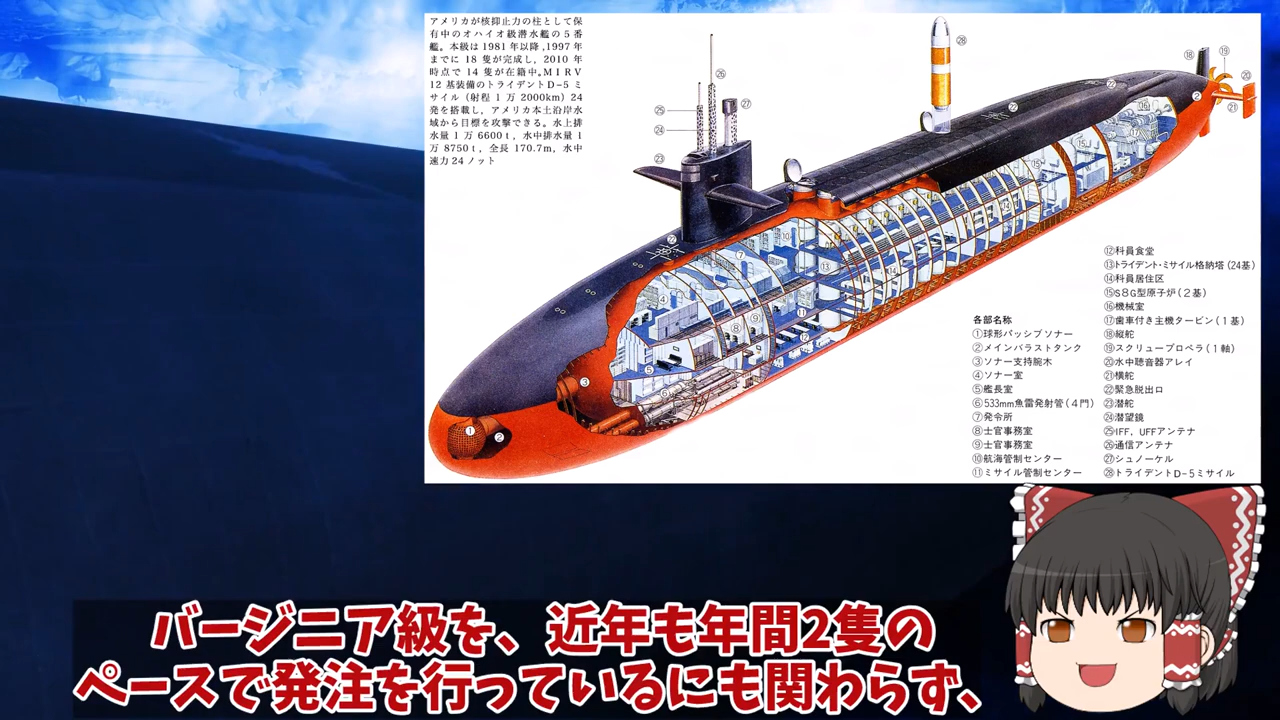 アメリカが核抑止力の柱として保
有中のオハイオ級潜水艦の5番
艦。本級は1981年以降,1997年
までに18隻が完成し，2010年
時点で14隻が在籍中。MIRV
12基装備のトライデントD-5ミ
サイル（射程1万2000km）24
発を搭載し，アメリカ本土沿岸水
域から目標を攻撃できる。水上排
水量1万6600t，水中排水量1
万8750t，全長170.7m，水中
速力24ノット
各部名称
①球形パッシブソナー
②メインバラストタンク
③ソナー支持腕木
④ソナー室
⑤艦長室
⑥533mm魚雷発射管（4門）
⑦発令所
⑧士官事務室
⑨士官事務室
⑩航海管制センター
⑪ミサイル管制センター
⑫科員食堂
⑬トライデント・ミサイル格納塔（24基）
⑭科員居住区
⑮S8G型原子炉（2基）
⑯機械室
⑰歯車付き主機タービン（1基）
⑱縦舵
⑲スクリュープロペラ（1軸）
⑳水中聴音器アレイ
㉑横舵
㉒緊急脱出口
㉓潜舵
㉔潜望鏡
㉕IFF，UFFアンテナ
㉖通信アンテナ
㉗シュノーケル
㉘トライデントD-5ミサイル
バージニア級を、近年も年間2隻の
ペースで発注を行っているにも関わらず、